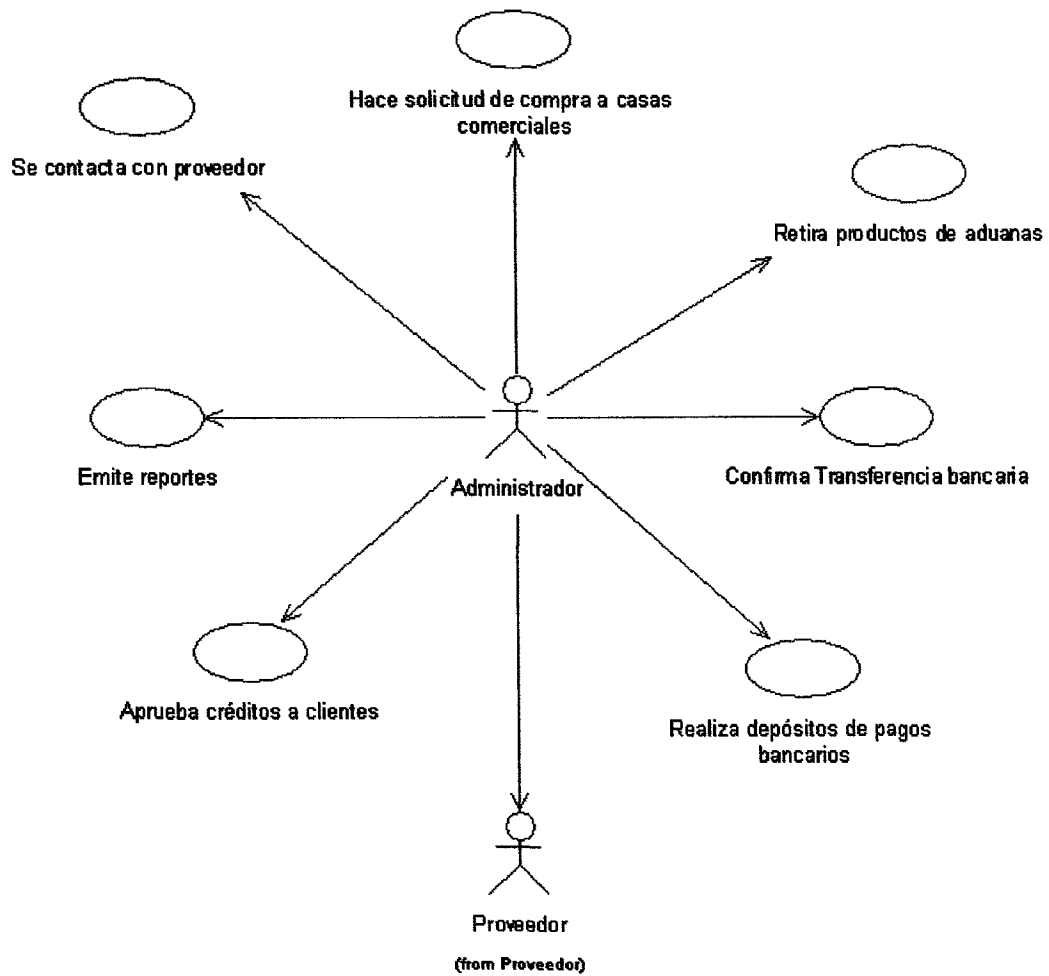 Hace solicitud de compra a casas
comerciales
Se contacta con proveedor
Retira productos de aduanas
Emite reportes
Administrador
Confirma Transferencia bancaria
Aprueba créditos a clientes
Realiza depósitos de pagos
bancarios
Proveedor
(from Proveedor)